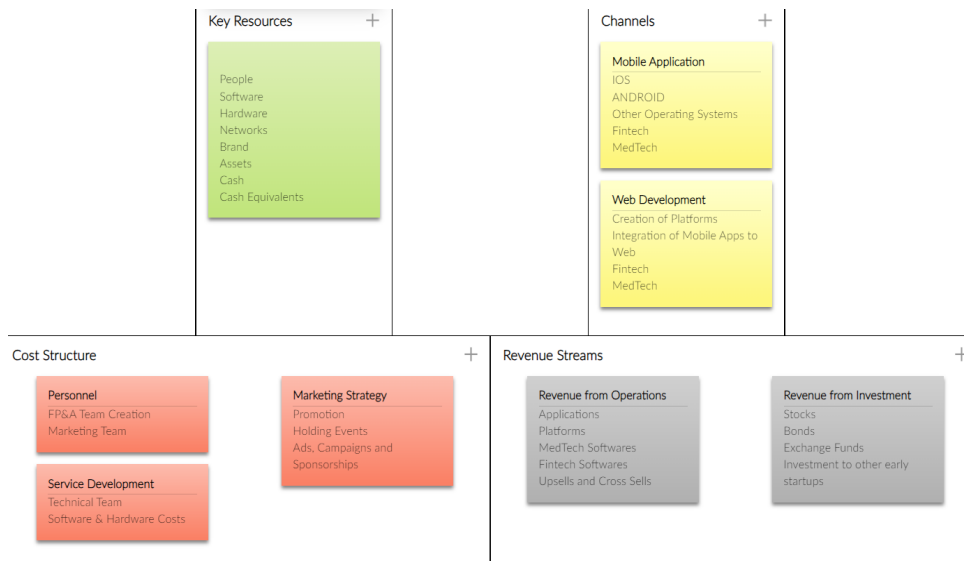 Key Resources
People
Software
Hardware
Networks
Brand
Assets
Cash
Cash Equivalents
Channels
Mobile Application
IOS
ANDROID
Other Operating Systems
Fintech
MedTech
Web Development
Creation of Platforms
Integration of Mobile Apps to
Web
Fintech
MedTech
Cost Structure
Personnel
FP&A Team Creation
Marketing Team
Service Development
Technical Team
Software & Hardware Costs
Marketing Strategy
Promotion
Holding Events
Ads, Campaigns and
Sponsorships
Revenue Streams
Revenue from Operations
Applications
Platforms
MedTech Softwares
Fintech Softwares
Upsells and Cross Sells
Revenue from Investment
Stocks
Bonds
Exchange Funds
Investment to other early
startups